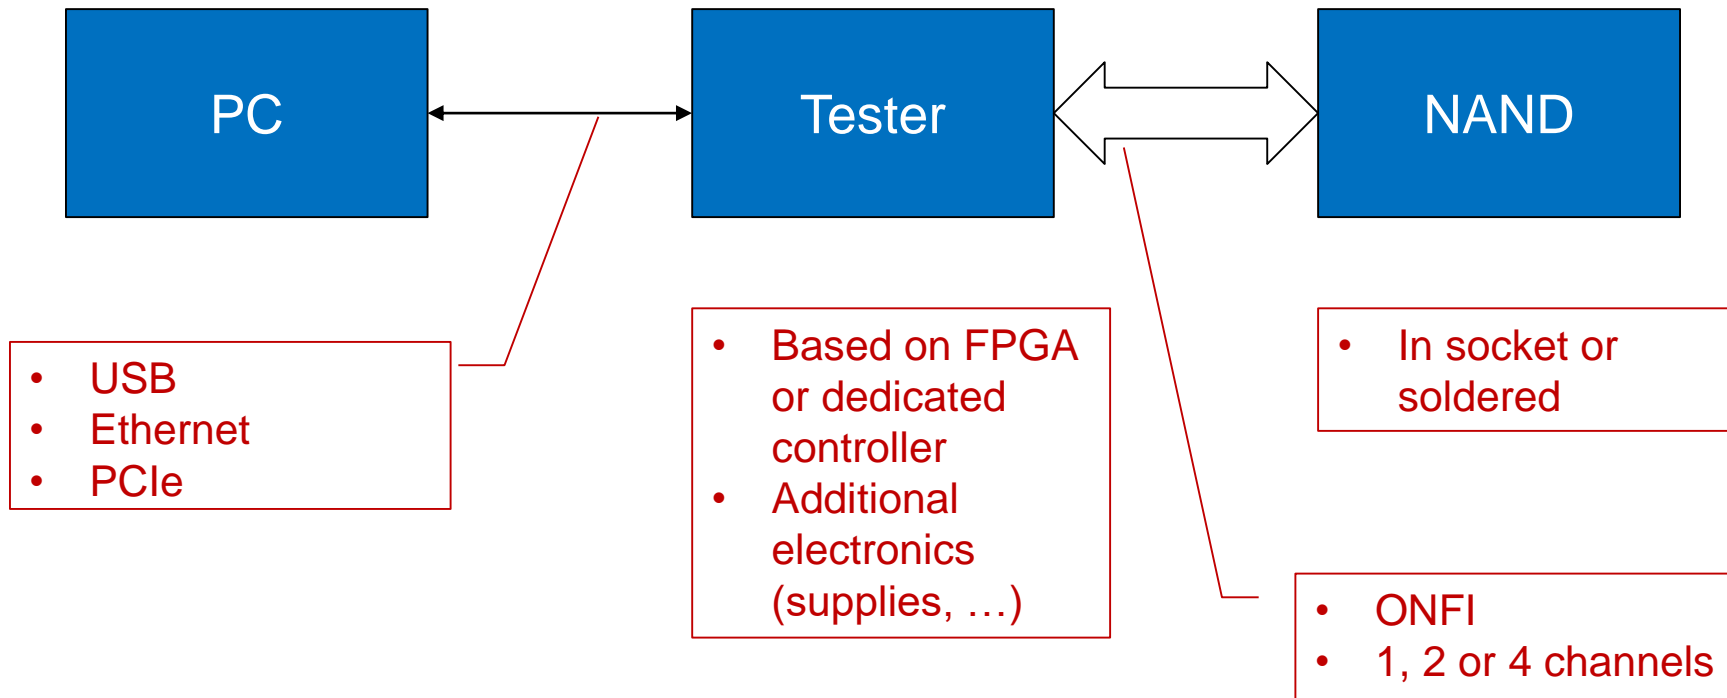 PC
Tester
NAND
• USB
• Ethernet
• PCIe
• Based on FPGA
or dedicated
controller
• Additional
electronics
(supplies, …)
• In socket or
soldered
• ONFI
• 1, 2 or 4 channels